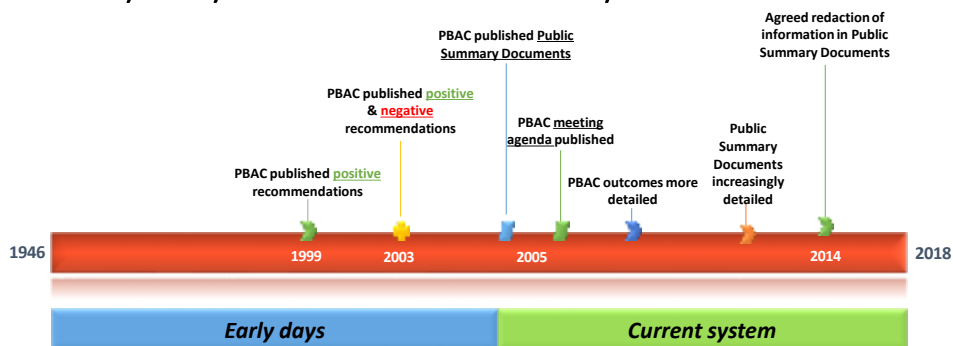 Agreed redaction of
information in Public
Summary Documents
PBAC published Public
Summary Documents
PBAC published positive
& negative
recommendations
PBAC meeting
agenda published
Public
Summary
Documents
increasingly
detailed
PBAC published positive
recommendations
PBAC outcomes more
detailed
1946
1999
2003
2005
2014
2018
Early days
Current system